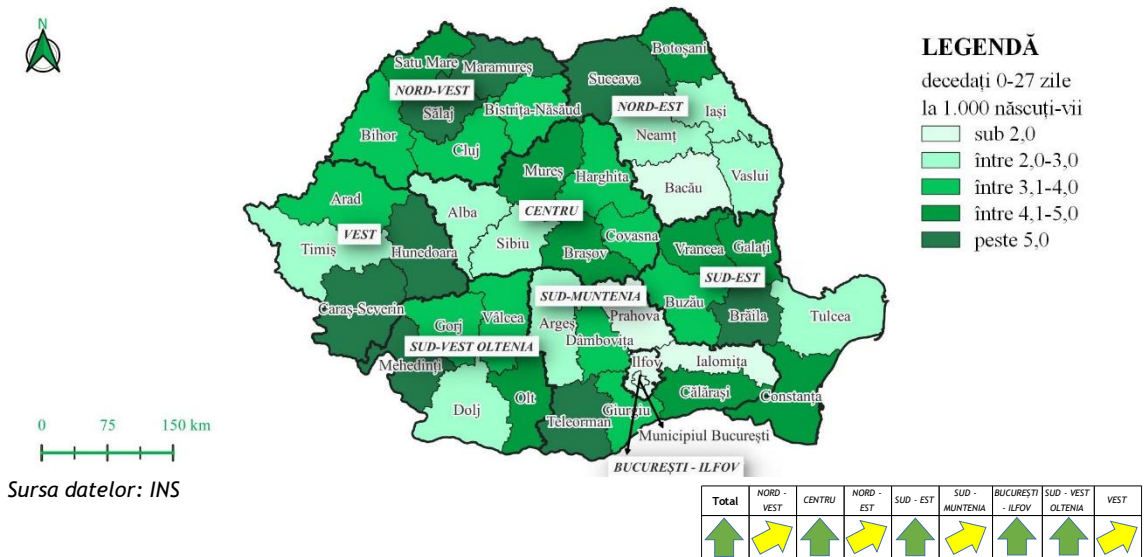 N
Botoșani
Satu Mare
Maramureș
Suceava
NORD-VEST
Sălaj
Bistrița-Năsăud
NORD-EST
Iași
Bihor
Cluj
Neamț
Mureș
Harghita
Bacău
Vaslui
Arad
Alba
CENTRU
VEST
Timiș
Hunedoara
Sibiu
Covasna
Brașov
Vrancea
Galați
SUD-EST
Caraș-Severin
SUD-MUNTENIA
Buzău
Brăila
Tulcea
Gorj
Vâlcea
Argeș
Prahova
Dâmbovița
SUD-VEST OLTENIA
Mehedinți
Ilfov
Ialomița
Dolj
Olt
Călărași
Constanța
Teleorman
Giurgiu
Municipiul București
BUCUREȘTI - ILFOV
LEGENDĂ
decedați 0-27 zile
la 1.000 născuți-vii
sub 2,0
între 2,0-3,0
între 3,1-4,0
între 4,1-5,0
peste 5,0
0 75 150 km
Sursa datelor: INS
Total
NORD -
VEST
CENTRU
NORD -
EST
SUD - EST
SUD -
MUNTENIA
BUCUREȘTI
- ILFOV
SUD - VEST
OLTENIA
VEST